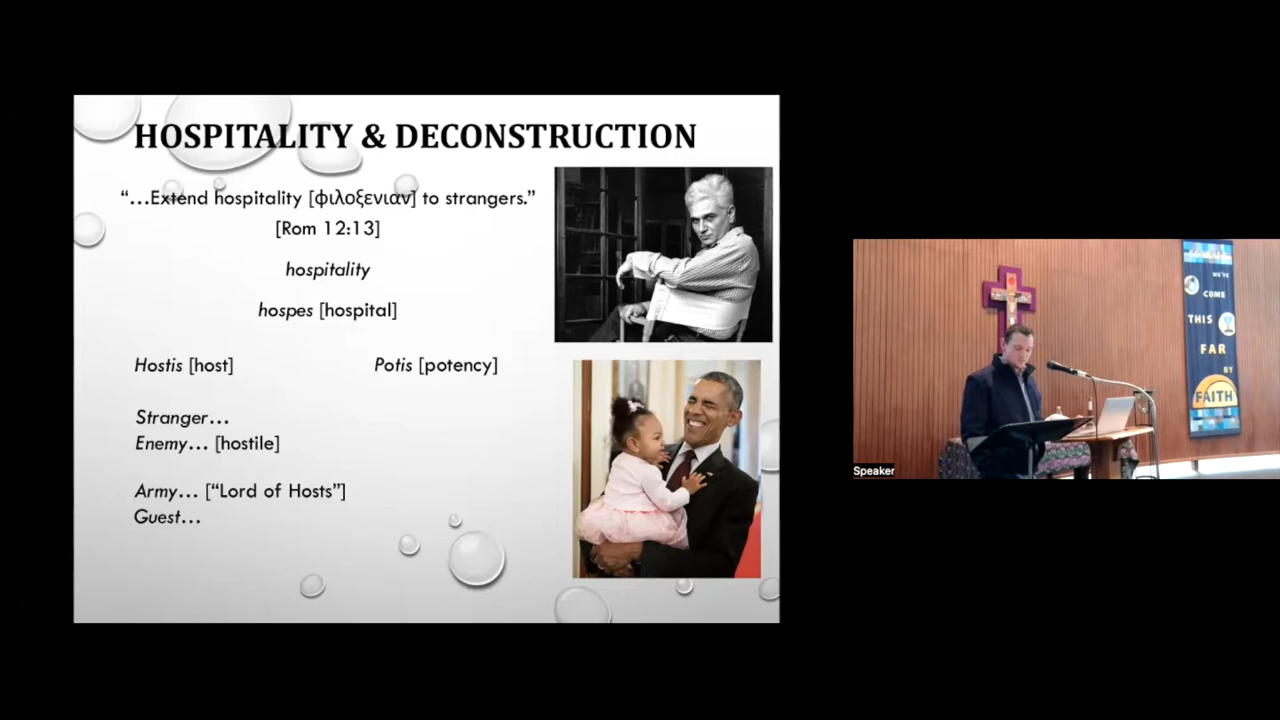 HOSPITALITY & DECONSTRUCTION
“…Extend hospitality [φιλοξενιαν] to strangers.”
[Rom 12:13]
hospitality
hospes [hospital]
Hostis [host]
Potis [potency]
Stranger…
Enemy… [hostile]
Army… [“Lord of Hosts”]
Guest…
WE'VE
COME
THIS
FAR
BY
FAITH
Speaker